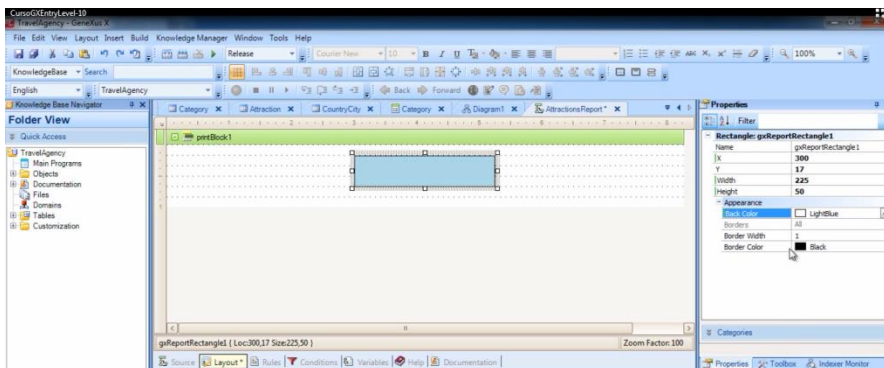 CursoGXEntryLevel-10
TravelAgency - GeneXus X
File Edit View Layout Insert Build Knowledge Manager Window Tools Help
Release Courier New 10 B I U ABC 100%
KnowledgeBase Search
English TravelAgency Back Forward
Knowledge Base Navigator
Folder View
Quick Access
TravelAgency
Main Programs
Objects
Documentation
Files
Domains
Tables
Customization
Category Attraction CountryCity Category Diagram1 AttractionsReport*
printBlock1
gxReportRectangle1 ( Loc:300,17 Size:225,50 ) Zoom Factor: 100
Source Layout* Rules Conditions Variables Help Documentation
Properties
Filter
Rectangle: gxReportRectangle1
Name gxReportRectangle1
X 300
Y 17
Width 225
Height 50
Appearance
Back Color LightBlue
Borders All
Border Width 1
Border Color Black
Categories
Properties Toolbox Indexer Monitor